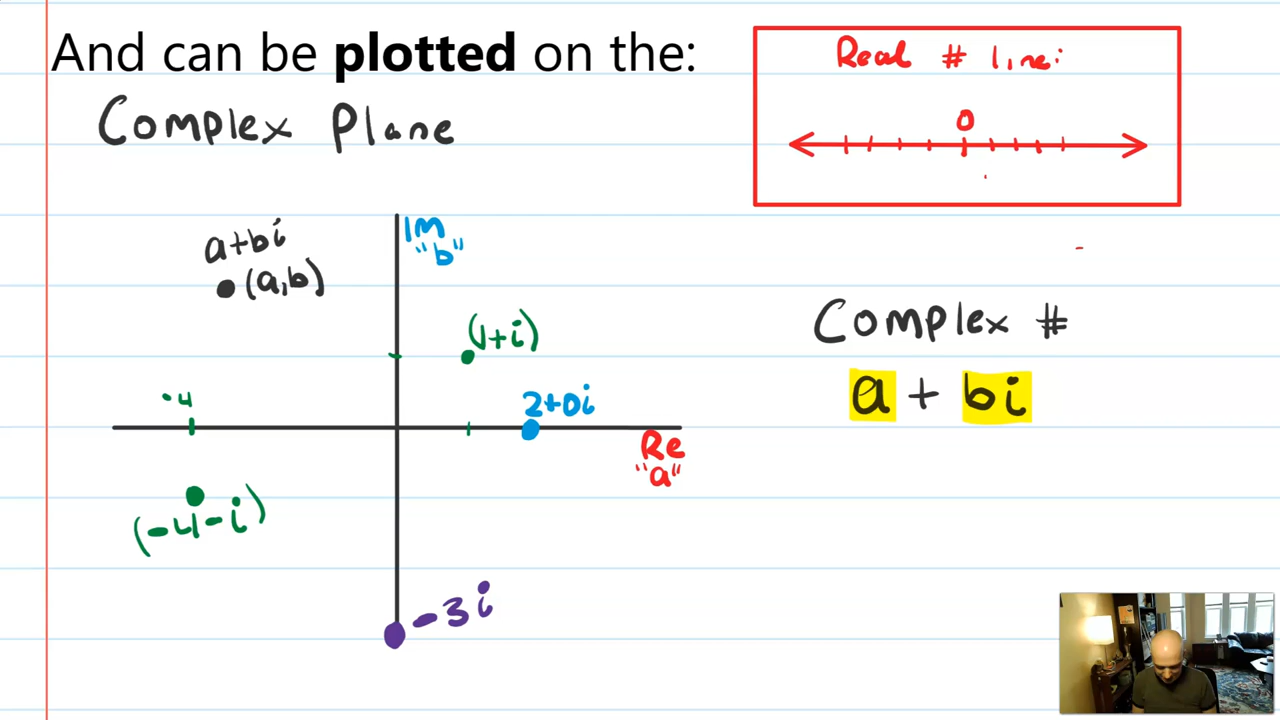 And can be plotted on the:
Complex Plane
Real # line:
0
Im
"b"
a+bi
(a,b)
(1+i)
-4
2+0i
Re
"a"
(-4-i)
-3i
Complex #
a + bi